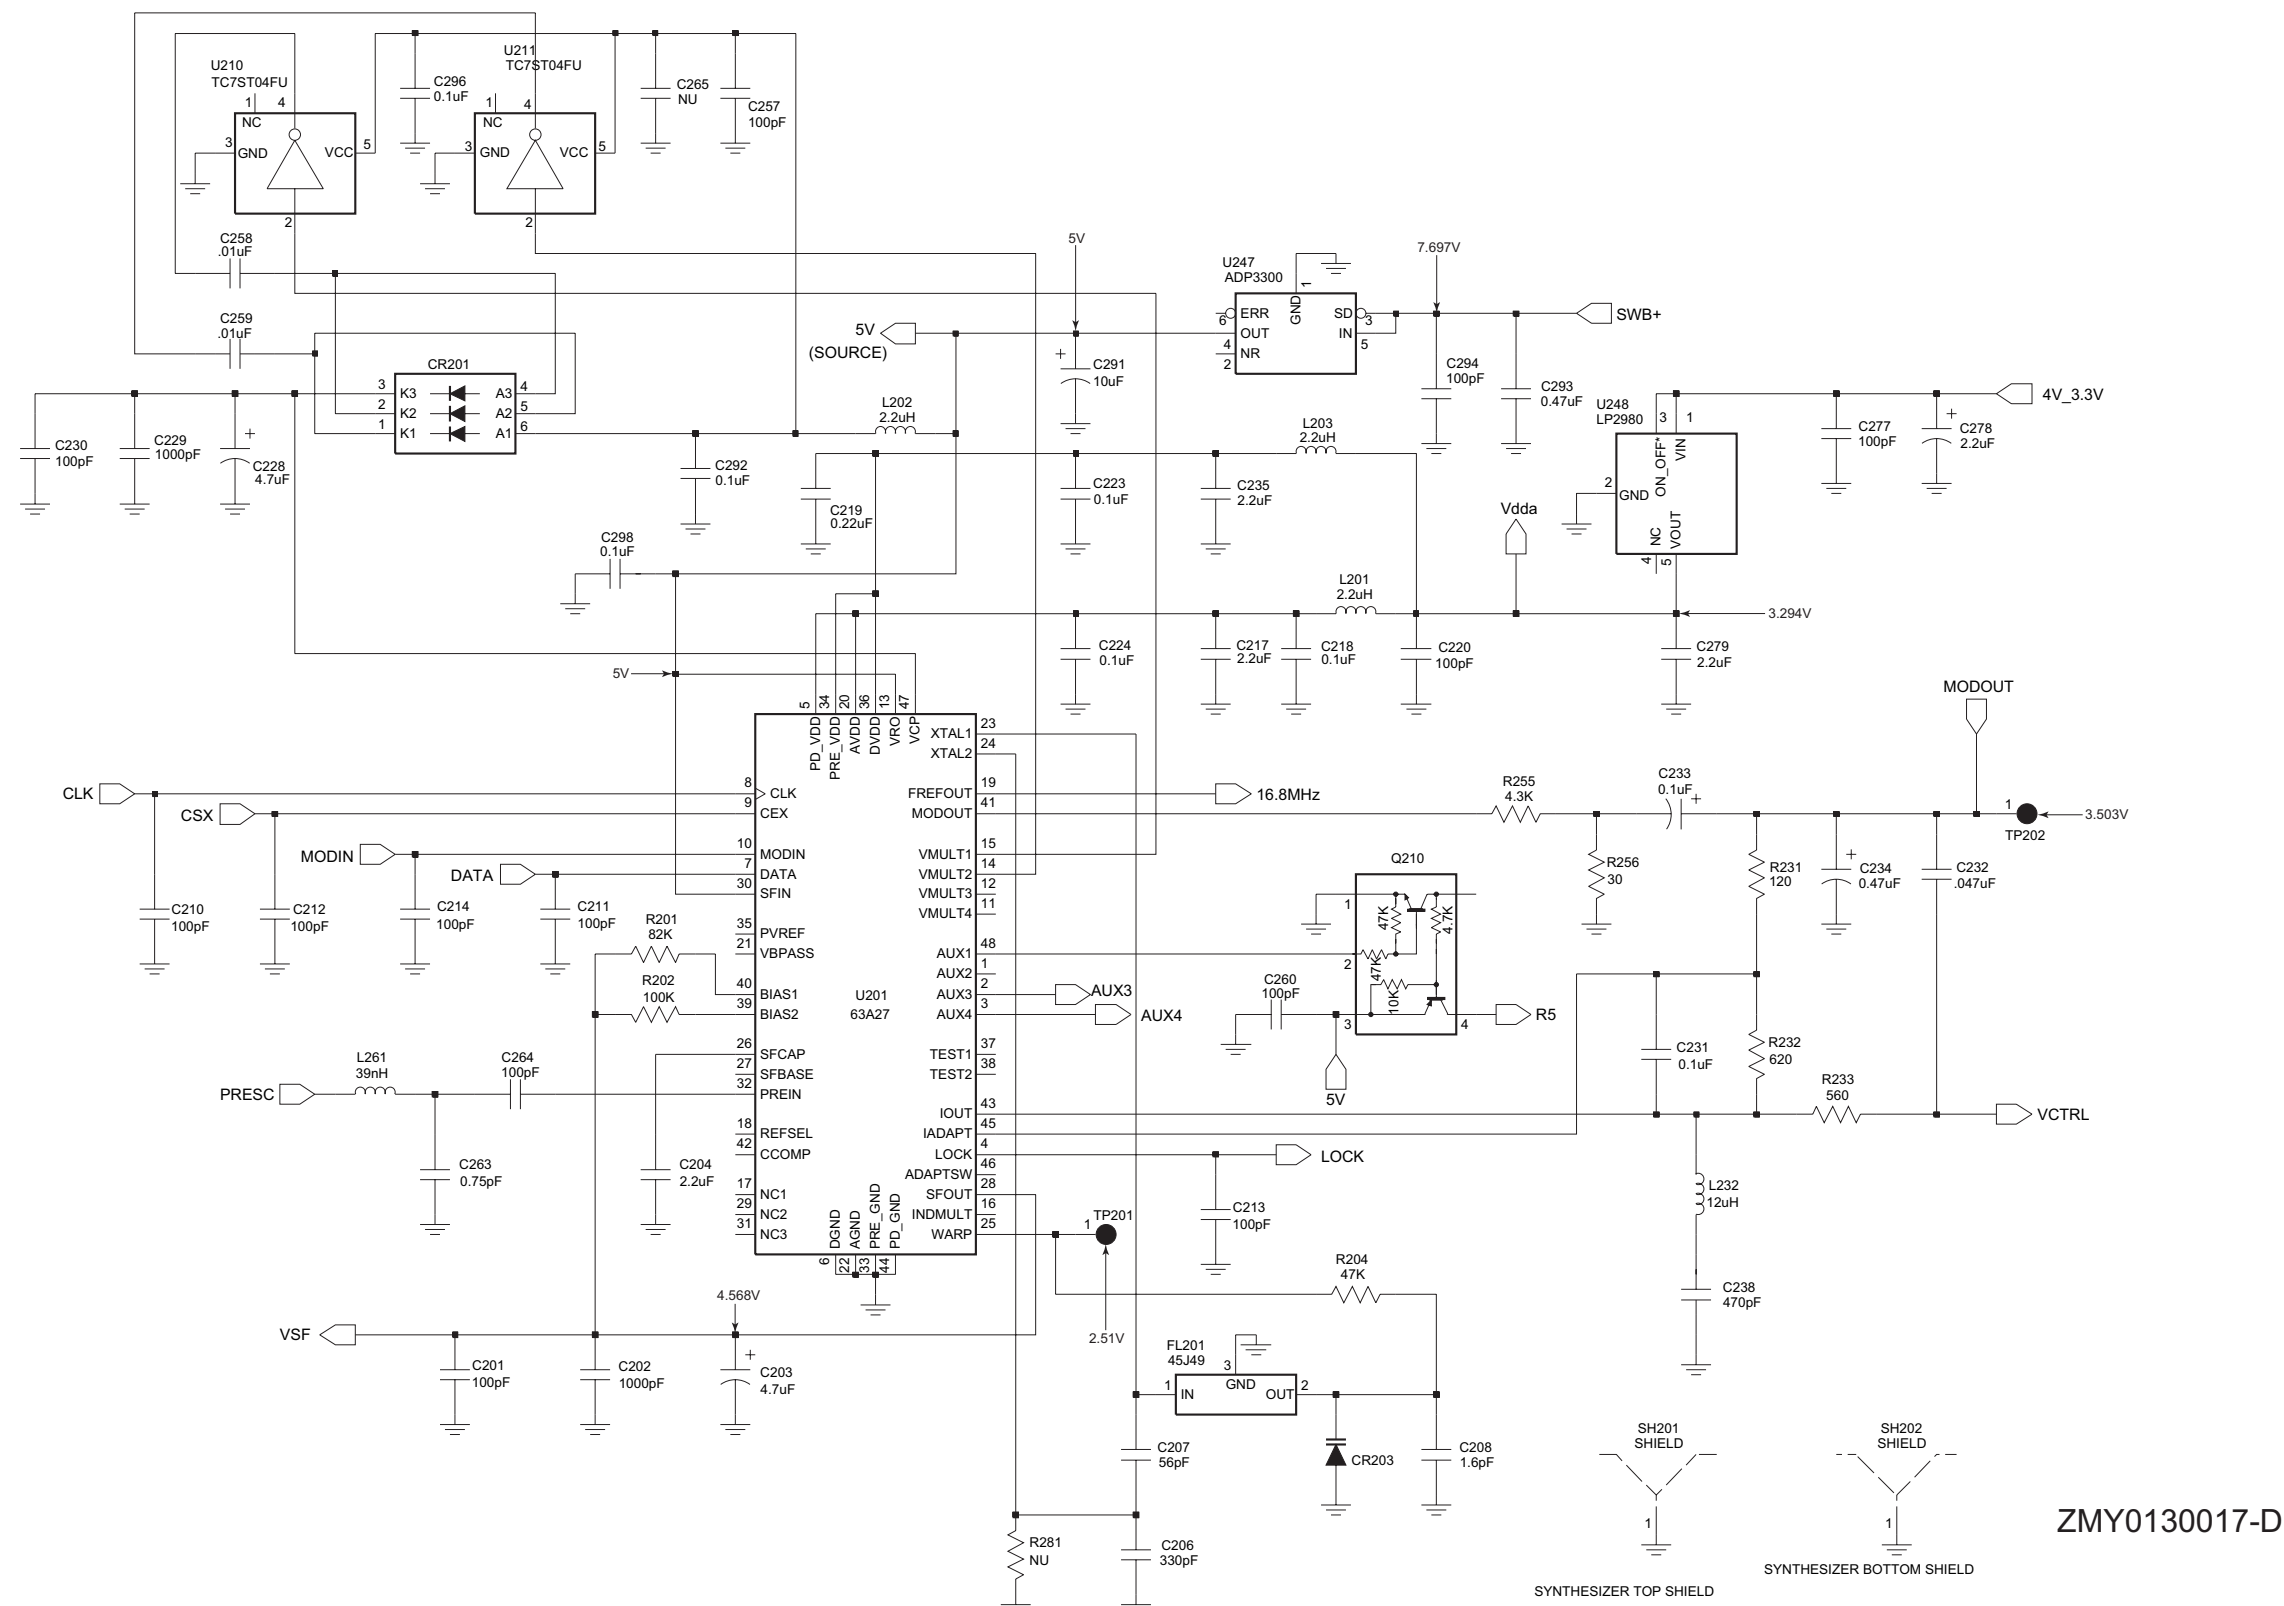 U210
TC7ST04FU
1
4
NC
3
GND
VCC
5
2
C296
0.1uF
U211
TC7ST04FU
1
4
NC
3
GND
VCC
5
2
C265
NU
C257
100pF
C258
.01uF
C259
.01uF
CR201
3
K3
A3
4
2
K2
A2
5
1
K1
A1
6
C230
100pF
C229
1000pF
+
C228
4.7uF
5V
(SOURCE)
5V
+
C291
10uF
L202
2.2uH
C292
0.1uF
U247
ADP3300
1
GND
6
ERR
OUT
4
NR
2
SD
3
IN
5
7.697V
SWB+
C294
100pF
C293
0.47uF
U248
LP2980
3
1
ON_OFF*
VIN
2
GND
NC
VOUT
4
5
4V_3.3V
C277
100pF
+
C278
2.2uF
L203
2.2uH
C219
0.22uF
C223
0.1uF
C235
2.2uF
Vdda
C298
0.1uF
L201
2.2uH
3.294V
C224
0.1uF
C217
2.2uF
C218
0.1uF
C220
100pF
C279
2.2uF
5V
5
34
20
36
13
47
PD_VDD
PRE_VDD
AVDD
DVDD
VRO
VCP
XTAL1
23
XTAL2
24
CLK
8
CLK
FREFOUT
19
16.8MHz
CSX
9
CEX
MODOUT
41
MODIN
10
MODIN
VMULT1
15
DATA
7
DATA
VMULT2
14
30
SFIN
VMULT3
12
VMULT4
11
C210
100pF
C212
100pF
C214
100pF
C211
100pF
R201
82K
35
PVREF
21
VBPASS
AUX1
48
AUX2
1
R202
100K
40
BIAS1
39
BIAS2
U201
63A27
AUX3
2
AUX3
AUX4
3
AUX4
26
SFCAP
27
SFBASE
32
PREIN
TEST1
37
TEST2
38
L261
39nH
C264
100pF
PRESC
IOUT
43
IADAPT
45
LOCK
4
LOCK
18
REFSEL
42
CCOMP
ADAPTSW
46
SFOUT
28
INDMULT
16
WARP
25
C263
0.75pF
C204
2.2uF
17
NC1
29
NC2
31
NC3
DGND
AGND
PRE_GND
PD_GND
6
22
33
44
C213
100pF
1
TP201
2.51V
R255
4.3K
C233
0.1uF
+
R256
30
MODOUT
1
TP202
3.503V
R231
120
+
C234
0.47uF
C232
.047uF
Q210
1
47K
4.7K
2
47K
10K
3
4
R5
C260
100pF
5V
C231
0.1uF
R232
620
R233
560
VCTRL
L232
12uH
C238
470pF
VSF
4.568V
C201
100pF
C202
1000pF
+
C203
4.7uF
R204
47K
FL201
45J49
3
GND
1
IN
OUT
2
C207
56pF
CR203
C208
1.6pF
R281
NU
C206
330pF
SH201
SHIELD
1
SYNTHESIZER TOP SHIELD
SH202
SHIELD
1
SYNTHESIZER BOTTOM SHIELD
ZMY0130017-D